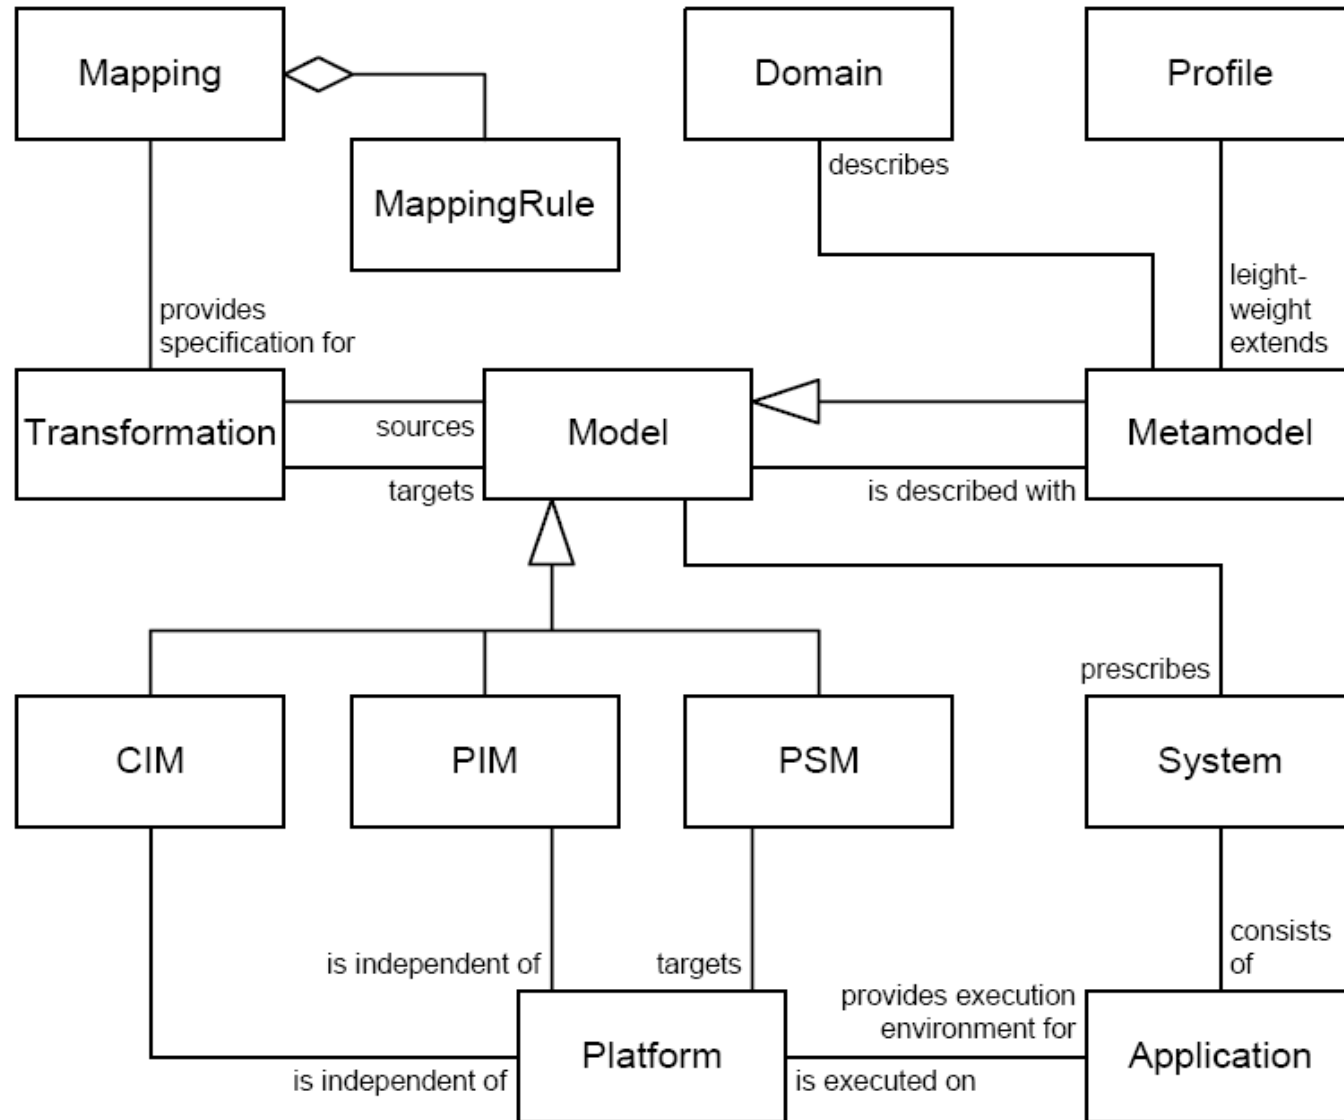 Mapping
Domain
Profile
describes
MappingRule
leight-
weight
extends
provides
specification for
Transformation
sources
targets
Model
is described with
Metamodel
prescribes
CIM
PIM
PSM
System
consists
of
is independent of
targets
provides execution
environment for
is independent of
Platform
is executed on
Application